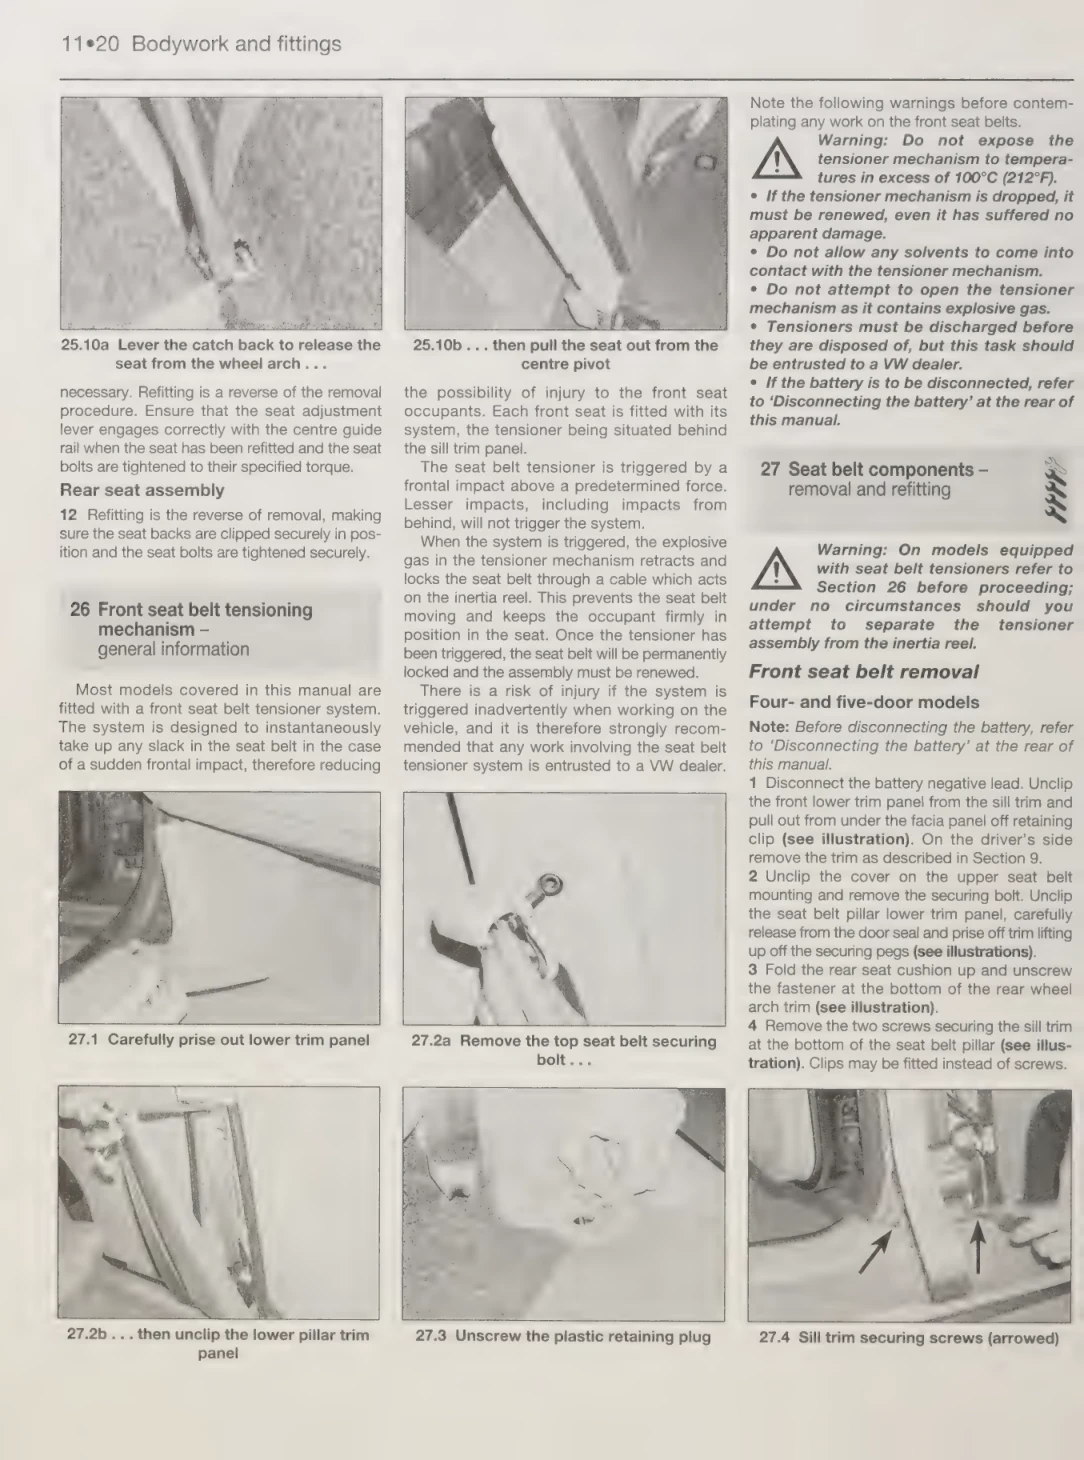 11•20 Bodywork and fittings
25.10a Lever the catch back to release the
seat from the wheel arch . . .
25.10b . . . then pull the seat out from the
centre pivot
necessary. Refitting is a reverse of the removal
procedure. Ensure that the seat adjustment
lever engages correctly with the centre guide
rail when the seat has been refitted and the seat
bolts are tightened to their specified torque.
Rear seat assembly
12 Refitting is the reverse of removal, making
sure the seat backs are clipped securely in pos-
ition and the seat bolts are tightened securely.
26 Front seat belt tensioning
mechanism –
general information
Most models covered in this manual are
fitted with a front seat belt tensioner system.
The system is designed to instantaneously
take up any slack in the seat belt in the case
of a sudden frontal impact, therefore reducing
the possibility of injury to the front seat
occupants. Each front seat is fitted with its
system, the tensioner being situated behind
the sill trim panel.
The seat belt tensioner is triggered by a
frontal impact above a predetermined force.
Lesser impacts, including impacts from
behind, will not trigger the system.
When the system is triggered, the explosive
gas in the tensioner mechanism retracts and
locks the seat belt through a cable which acts
on the inertia reel. This prevents the seat belt
moving and keeps the occupant firmly in
position in the seat. Once the tensioner has
been triggered, the seat belt will be permanently
locked and the assembly must be renewed.
There is a risk of injury if the system is
triggered inadvertently when working on the
vehicle, and it is therefore strongly recom-
mended that any work involving the seat belt
tensioner system is entrusted to a VW dealer.
Note the following warnings before contem-
plating any work on the front seat belts.
Warning: Do not expose the
tensioner mechanism to tempera-
tures in excess of 100°C (212°F).
• If the tensioner mechanism is dropped, it
must be renewed, even it has suffered no
apparent damage.
• Do not allow any solvents to come into
contact with the tensioner mechanism.
• Do not attempt to open the tensioner
mechanism as it contains explosive gas.
• Tensioners must be discharged before
they are disposed of, but this task should
be entrusted to a VW dealer.
• If the battery is to be disconnected, refer
to ‘Disconnecting the battery’ at the rear of
this manual.
27 Seat belt components –
removal and refitting
Warning: On models equipped
with seat belt tensioners refer to
Section 26 before proceeding;
under no circumstances should you
attempt to separate the tensioner
assembly from the inertia reel.
Front seat belt removal
Four- and five-door models
Note: Before disconnecting the battery, refer
to ‘Disconnecting the battery’ at the rear of
this manual.
1 Disconnect the battery negative lead. Unclip
the front lower trim panel from the sill trim and
pull out from under the facia panel off retaining
clip (see illustration). On the driver's side
remove the trim as described in Section 9.
2 Unclip the cover on the upper seat belt
mounting and remove the securing bolt. Unclip
the seat belt pillar lower trim panel, carefully
release from the door seal and prise off trim lifting
up off the securing pegs (see illustrations).
3 Fold the rear seat cushion up and unscrew
the fastener at the bottom of the rear wheel
arch trim (see illustration).
4 Remove the two screws securing the sill trim
at the bottom of the seat belt pillar (see illus-
tration). Clips may be fitted instead of screws.
27.1 Carefully prise out lower trim panel
27.2a Remove the top seat belt securing
bolt . . .
27.2b . . . then unclip the lower pillar trim
panel
27.3 Unscrew the plastic retaining plug
27.4 Sill trim securing screws (arrowed)